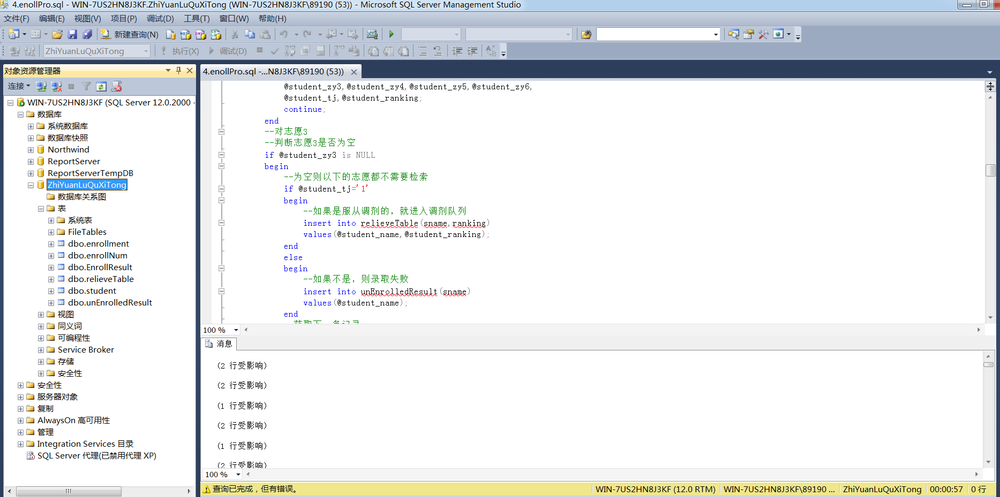 4.enollPro.sql - WIN-7US2HN8J3KF.ZhiYuanLuQuXiTong (WIN-7US2HN8J3KF\89190 (53)) - Microsoft SQL Server Management Studio
文件(F) 编辑(E) 视图(V) 项目(P) 调试(D) 工具(T) 窗口(W) 帮助(H)
新建查询(N)
ZhiYuanLuQuXiTong 执行(X) 调试(D)
对象资源管理器
连接
WIN-7US2HN8J3KF (SQL Server 12.0.2000 -
数据库
系统数据库
数据库快照
Northwind
ReportServer
ReportServerTempDB
ZhiYuanLuQuXiTong
数据库关系图
表
系统表
FileTables
dbo.enrollment
dbo.enrollNum
dbo.EnrollResult
dbo.relieveTable
dbo.student
dbo.unEnrolledResult
视图
同义词
可编程性
Service Broker
存储
安全性
安全性
服务器对象
复制
AlwaysOn 高可用性
管理
Integration Services 目录
SQL Server 代理(已禁用代理 XP)
4.enollPro.sql -...N8J3KF\89190 (53))
@student_zy3,@student_zy4,@student_zy5,@student_zy6,
@student_tj,@student_ranking;
continue;
end
--对志愿3
--判断志愿3是否为空
if @student_zy3 is NULL
begin
--为空则以下的志愿都不需要检索
if @student_tj='1'
begin
--如果是服从调剂的，就进入调剂队列
insert into relieveTable(sname,ranking)
values(@student_name,@student_ranking);
end
else
begin
--如果不是，则录取失败
insert into unEnrolledResult(sname)
values(@student_name);
end
100 %
消息
(2 行受影响)
(2 行受影响)
(1 行受影响)
(2 行受影响)
(1 行受影响)
(2 行受影响)
100 %
查询已完成，但有错误。 WIN-7US2HN8J3KF (12.0 RTM) WIN-7US2HN8J3KF\89190 ... ZhiYuanLuQuXiTong 00:00:57 0 行